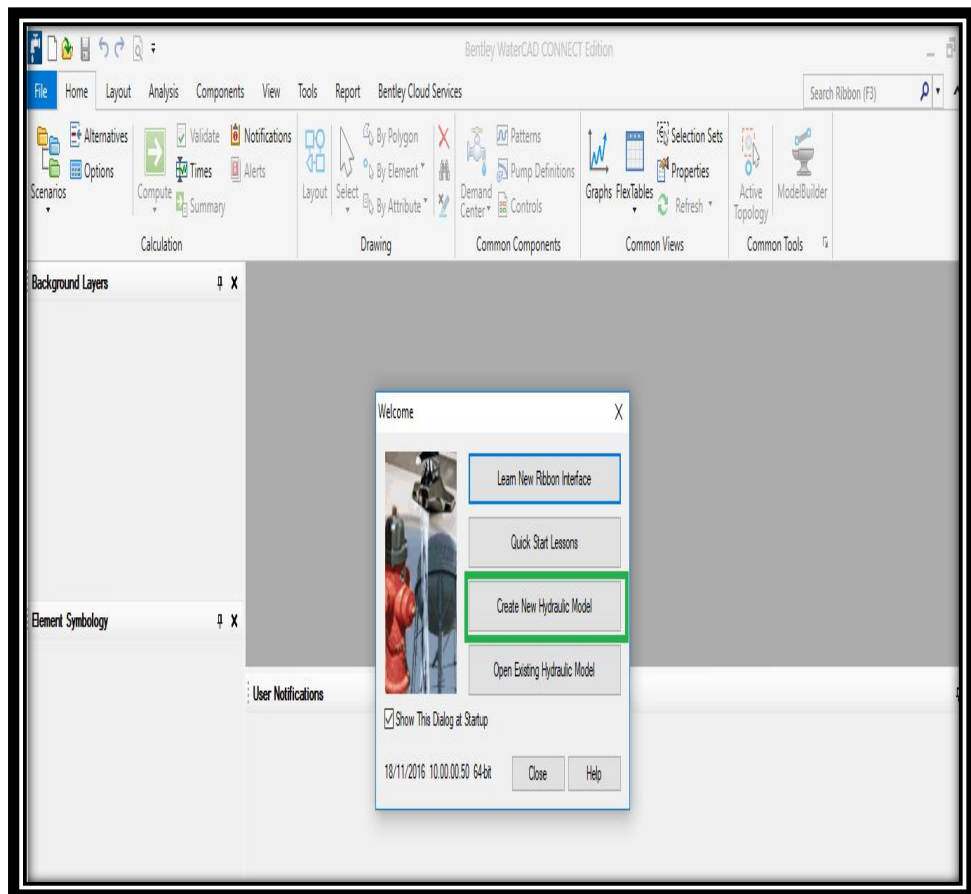 Bentley WaterCAD CONNECT Edition
File Home Layout Analysis Components View Tools Report Bentley Cloud Services Search Ribbon (F3)
Scenarios
Alternatives
Options
Compute
Validate
Times
Summary
Notifications
Alerts
Calculation
Layout
Select
By Polygon
By Element
By Attribute
Drawing
Demand
Center
Patterns
Pump Definitions
Controls
Common Components
Graphs
FlexTables
Selection Sets
Properties
Refresh
Common Views
Active
Topology
ModelBuilder
Common Tools
Background Layers
Welcome
Learn New Ribbon Interface
Quick Start Lessons
Create New Hydraulic Model
Open Existing Hydraulic Model
Show This Dialog at Startup
18/11/2016 10.00.00.50 64-bit
Close
Help
Element Symbology
User Notifications